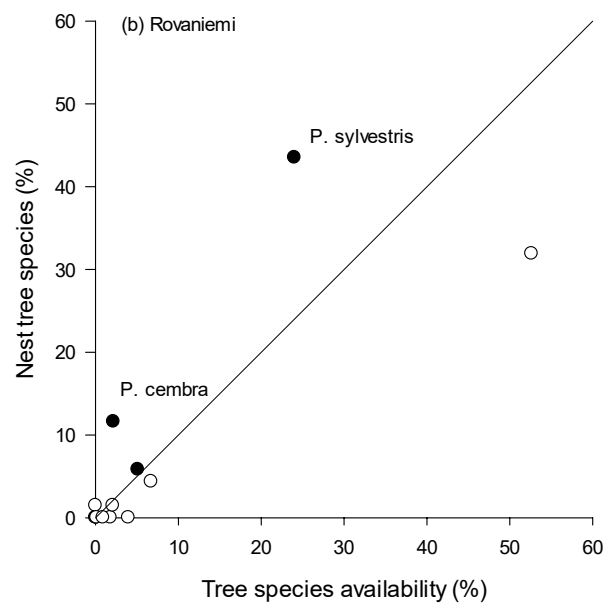 (b) Rovaniemi
60
50
40
30
20
10
0
Nest tree species (%)
P. sylvestris
P. cembra
0 10 20 30 40 50 60
Tree species availability (%)